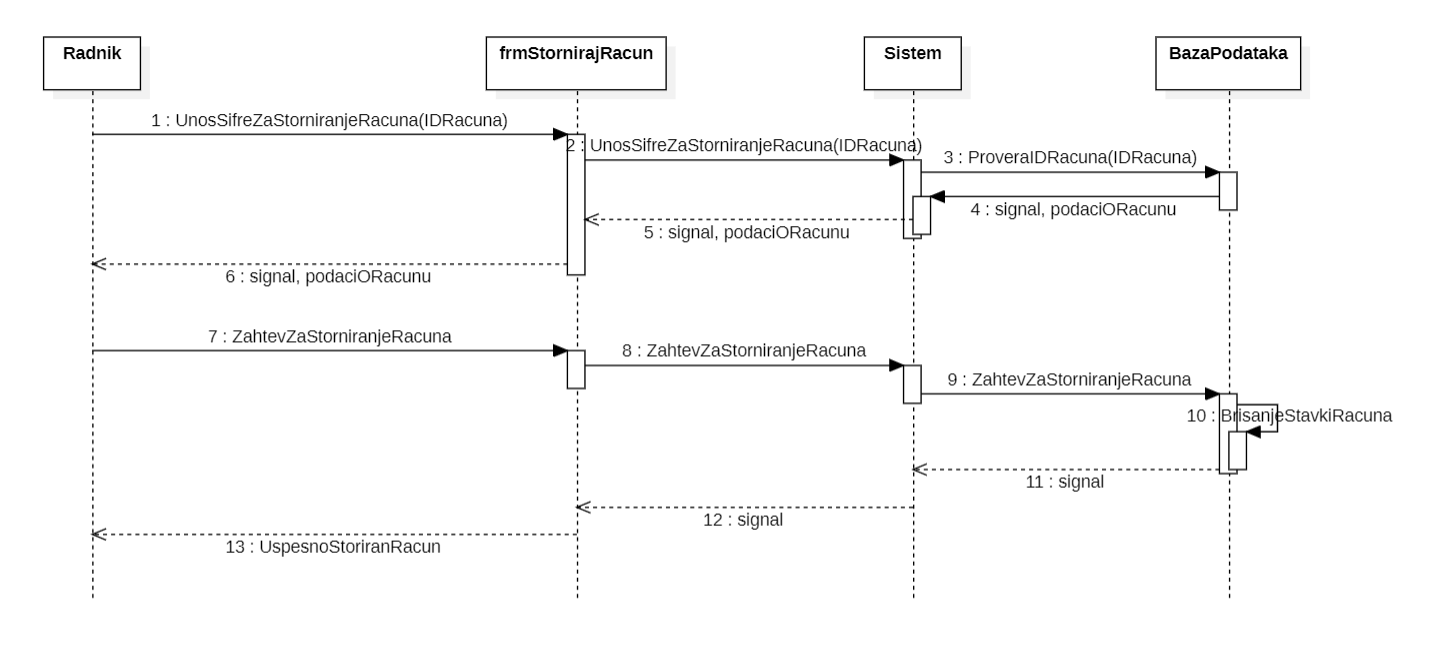 Radnik
frmStornirajRacun
Sistem
BazaPodataka
1 : UnosSifreZaStorniranjeRacuna(IDRacuna)
2 : UnosSifreZaStorniranjeRacuna(IDRacuna)
3 : ProveraIDRacuna(IDRacuna)
4 : signal, podaciORacunu
5 : signal, podaciORacunu
6 : signal, podaciORacunu
7 : ZahtevZaStorniranjeRacuna
8 : ZahtevZaStorniranjeRacuna
9 : ZahtevZaStorniranjeRacuna
10 : BrisanjeStavkiRacuna
11 : signal
12 : signal
13 : UspesnoStoriranRacun